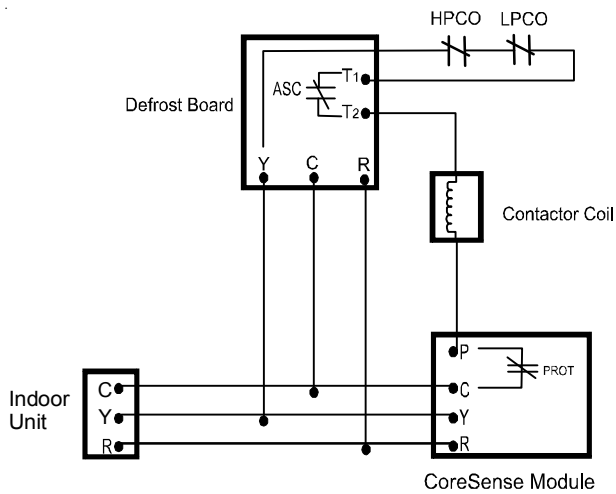 HPCO LPCO
Defrost Board
ASC
T1
T2
Y C R
Contactor Coil
P
PROT
C
Y
R
Indoor
Unit
C
Y
R
CoreSense Module